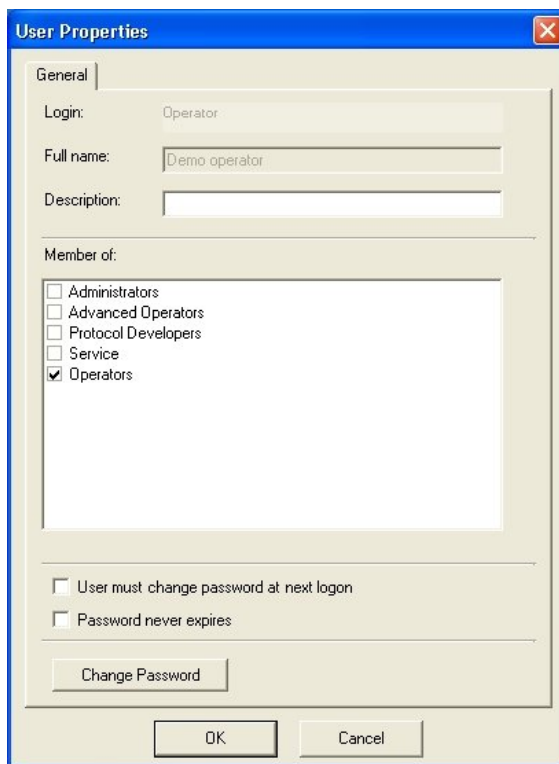 User Properties
General
Login: Operator
Full name: Demo operator
Description:
Member of:
Administrators
Advanced Operators
Protocol Developers
Service
Operators
User must change password at next logon
Password never expires
Change Password
OK Cancel